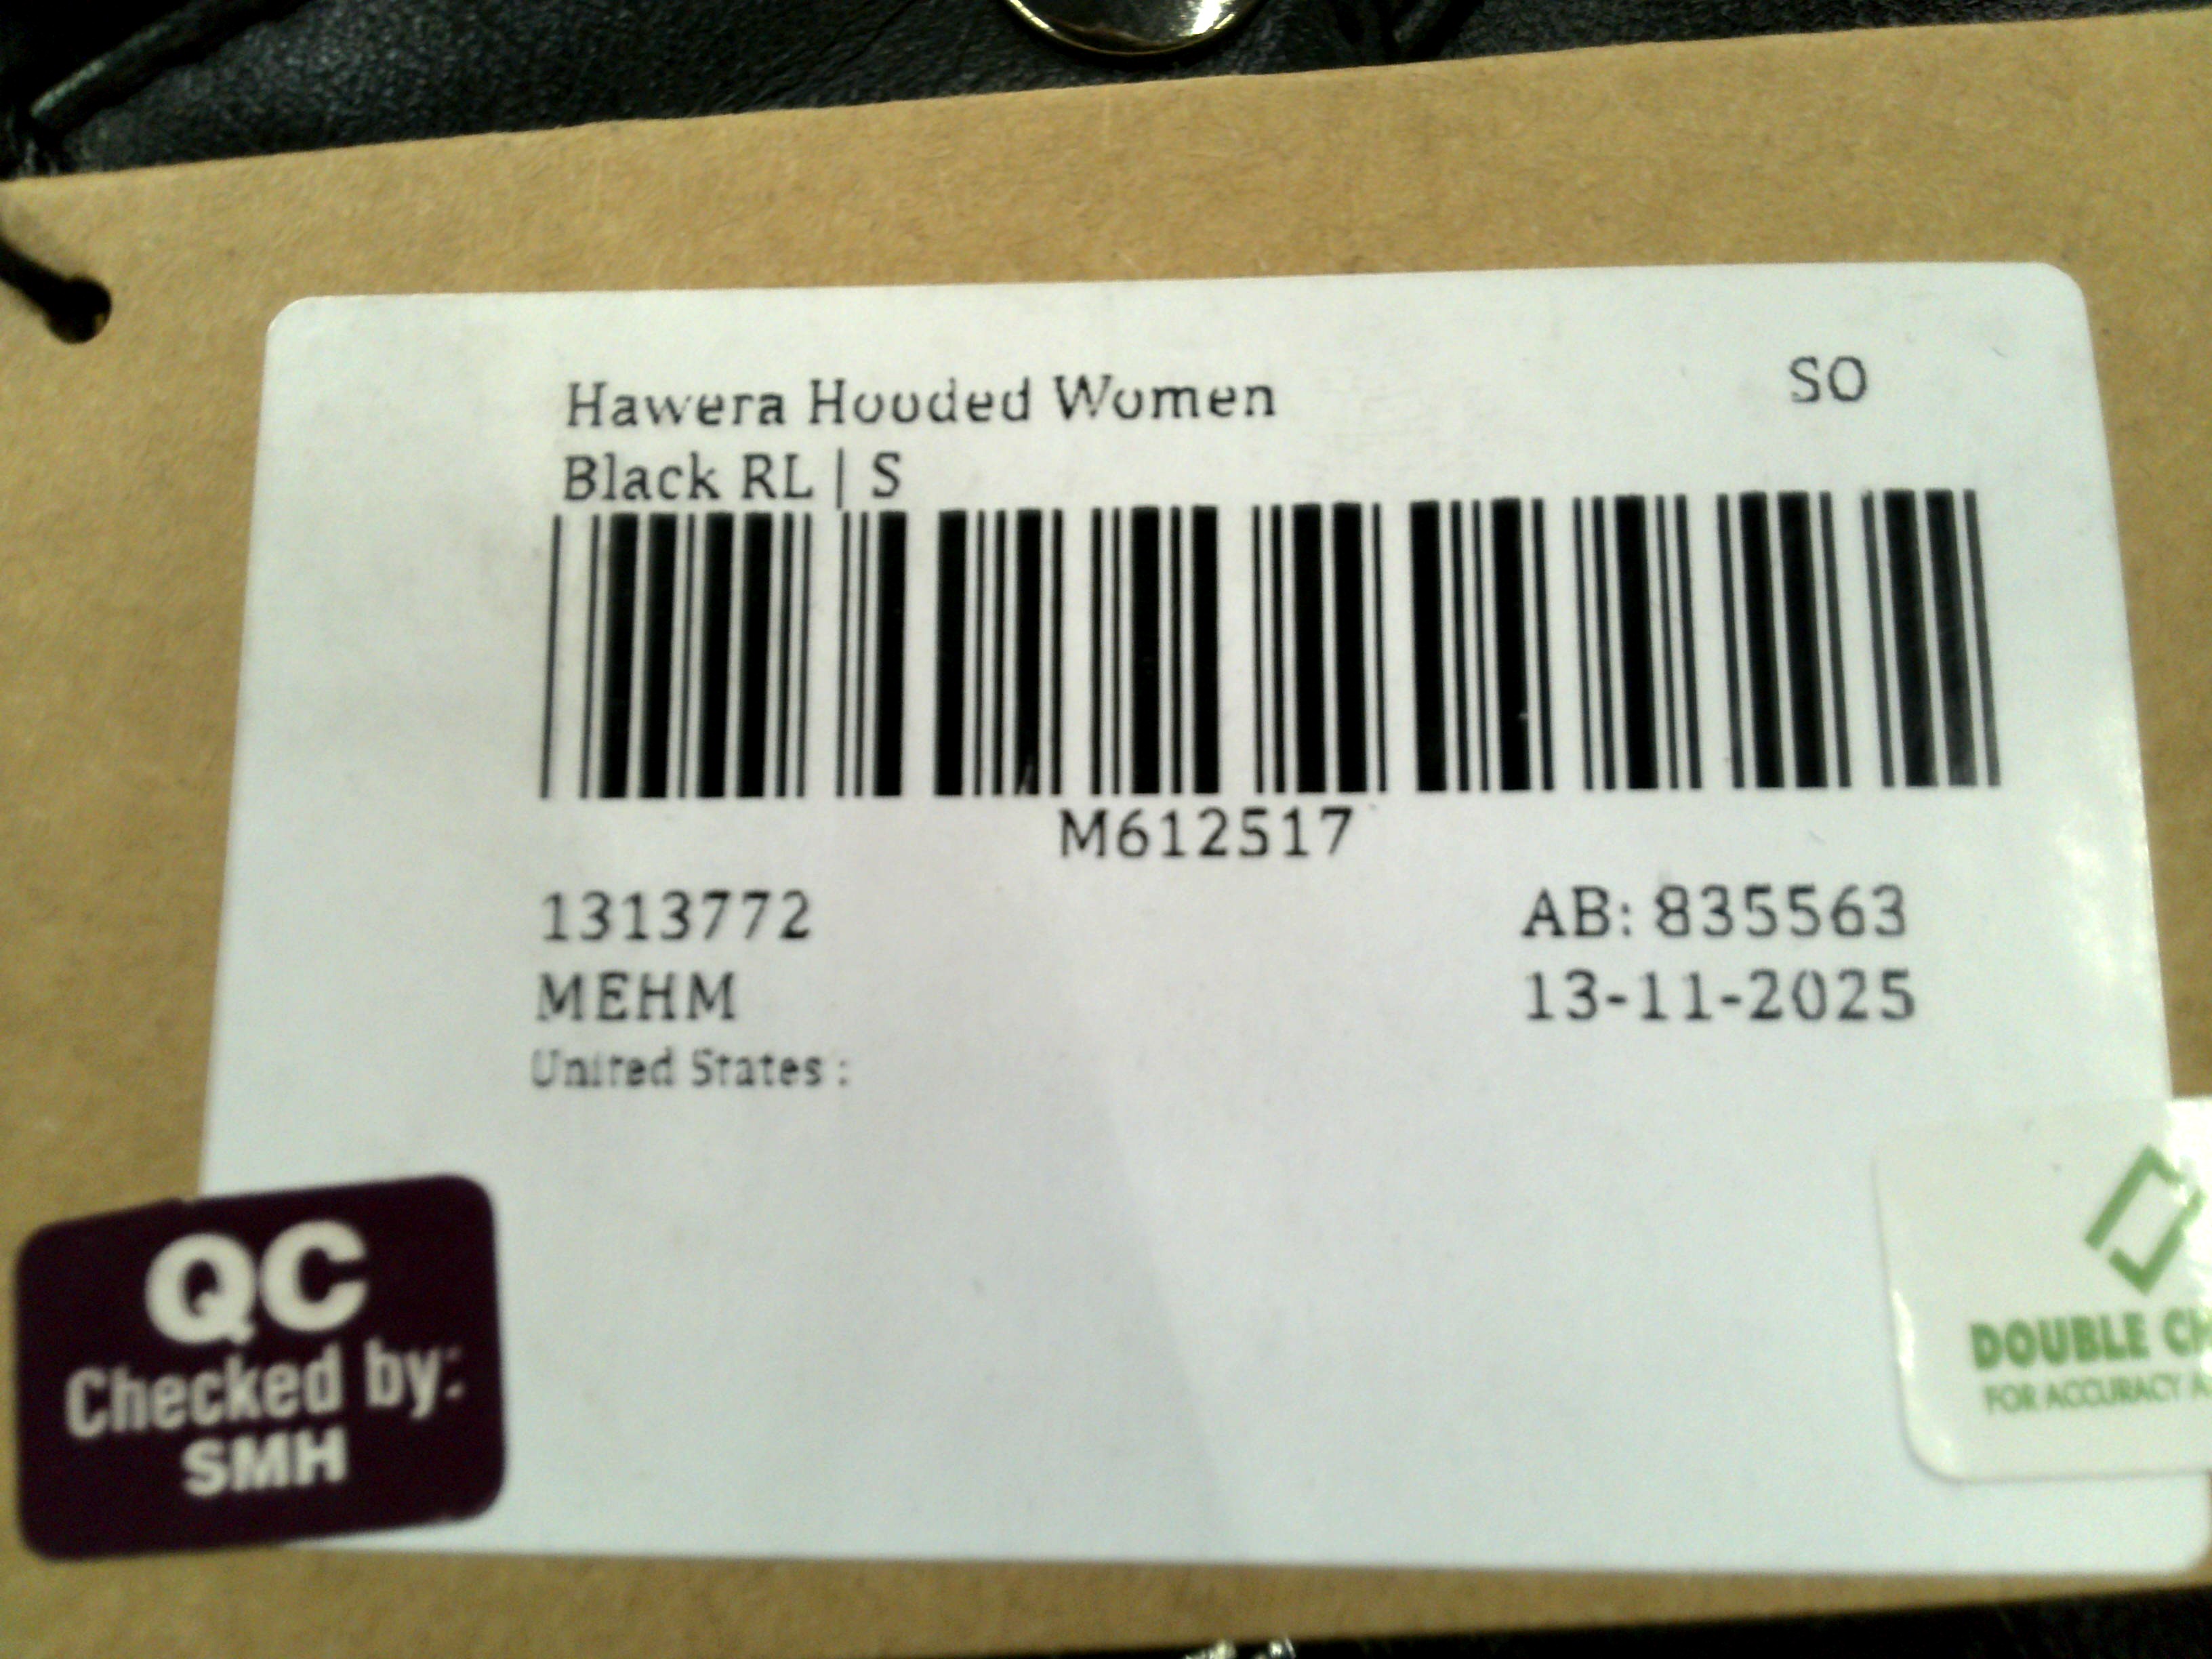 Hawera Hooded Women
SO
Black RL | S
M612517
1313772
AB: 835563
MEHM
13-11-2025
United States :
QC
Checked by:
SMH
DOUBLE
FOR ACCURACY